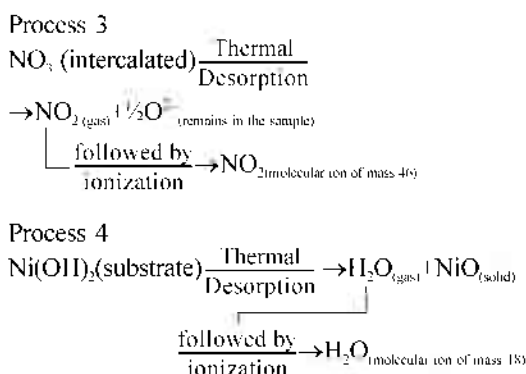 Process 3
NO₃ (intercalated) Thermal Desorption
→NO₂(gas) + ½O⁼ (remains in the sample)
followed by ionization →NO₂(molecular ion of mass 46)
Process 4
Ni(OH)₂(substrate) Thermal Desorption →H₂O(gas) + NiO(solid)
followed by ionization →H₂O(molecular ion of mass 18)